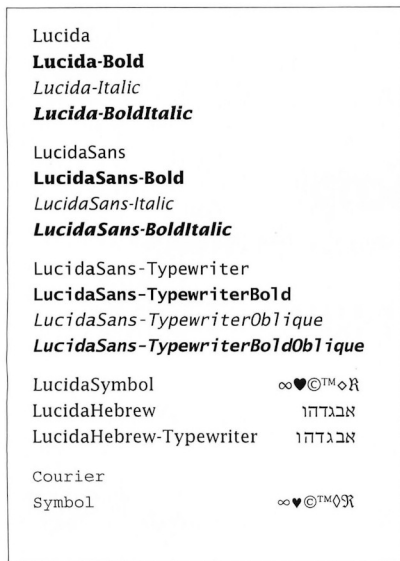 Lucida
Lucida-Bold
Lucida-Italic
Lucida-BoldItalic
LucidaSans
LucidaSans-Bold
LucidaSans-Italic
LucidaSans-BoldItalic
LucidaSans-Typewriter
LucidaSans-TypewriterBold
LucidaSans-TypewriterOblique
LucidaSans-TypewriterBoldOblique
LucidaSymbol ∞♥©™◇ℜ
LucidaHebrew אבגדהו
LucidaHebrew-Typewriter אבגדהו
Courier
Symbol ∞♥©™◊ℜ